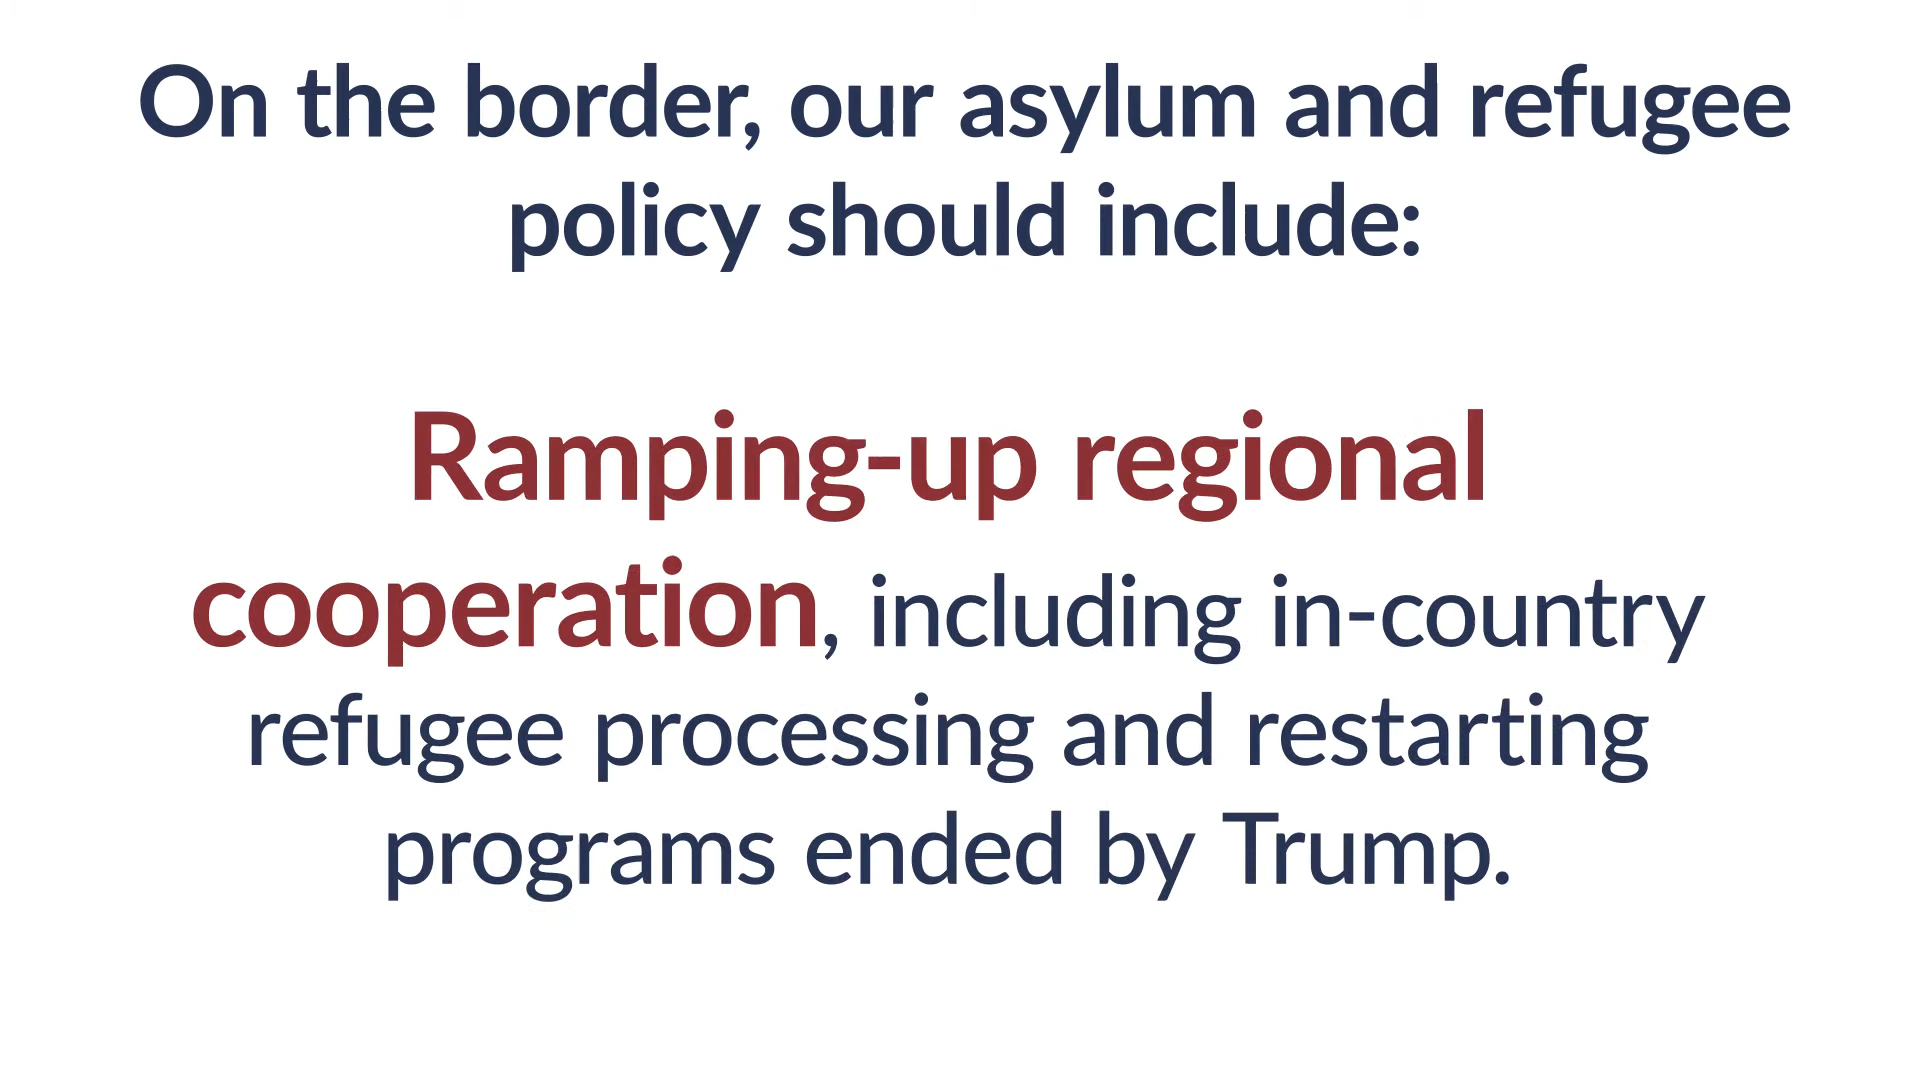 On the border, our asylum and refugee
policy should include:
Ramping-up regional
cooperation, including in-country
refugee processing and restarting
programs ended by Trump.